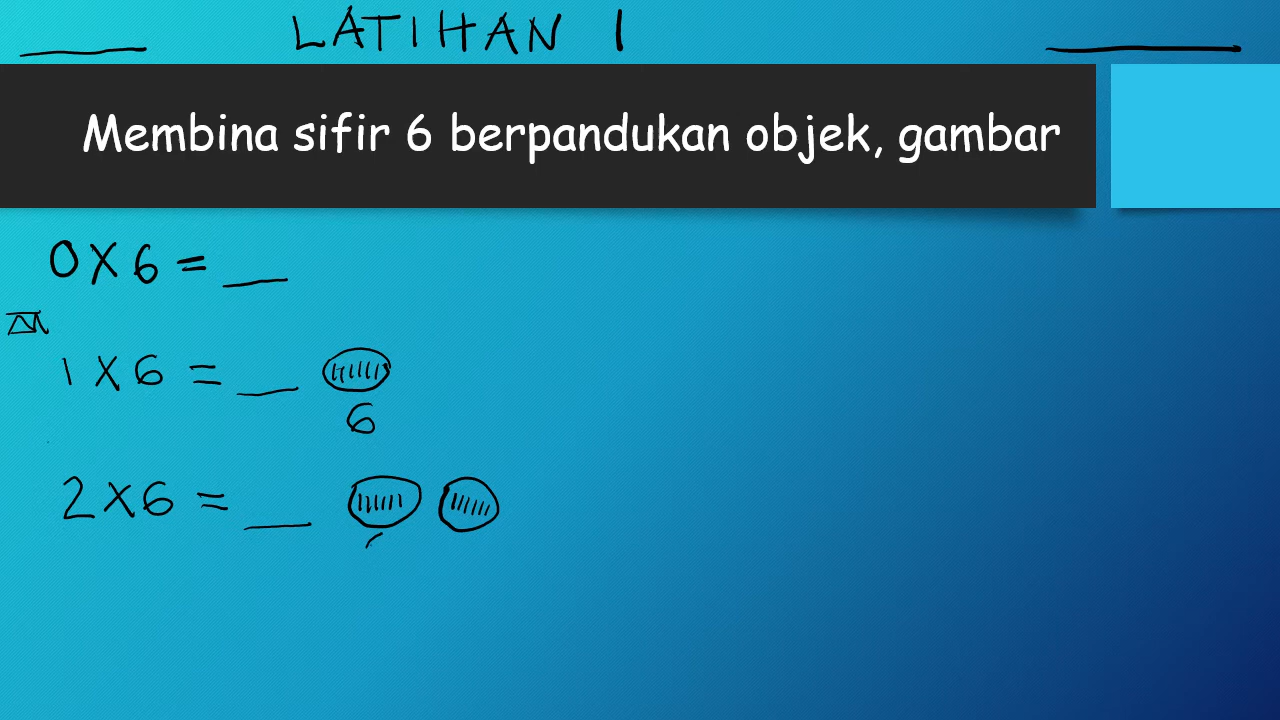 LATIHAN 1
Membina sifir 6 berpandukan objek, gambar
0 X 6 = __
1 X 6 = __
6
2 X 6 = __